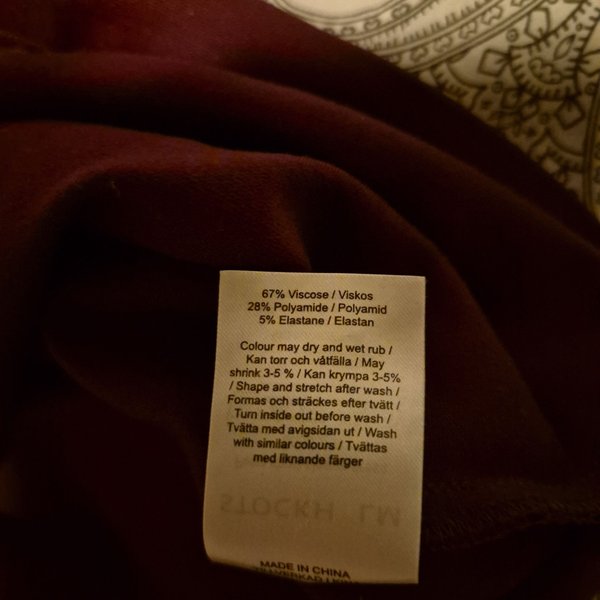 67% Viscose / Viskos
28% Polyamide / Polyamid
5% Elastane / Elastan
Colour may dry and wet rub /
Kan torr och våtfälla / May
shrink 3-5 % / Kan krympa 3-5%
/ Shape and stretch after wash /
Formas och sträckes efter tvätt /
Turn inside out before wash /
Tvätta med avigsidan ut / Wash
with similar colours / Tvättas
med liknande färger
STOCKH LM
MADE IN CHINA